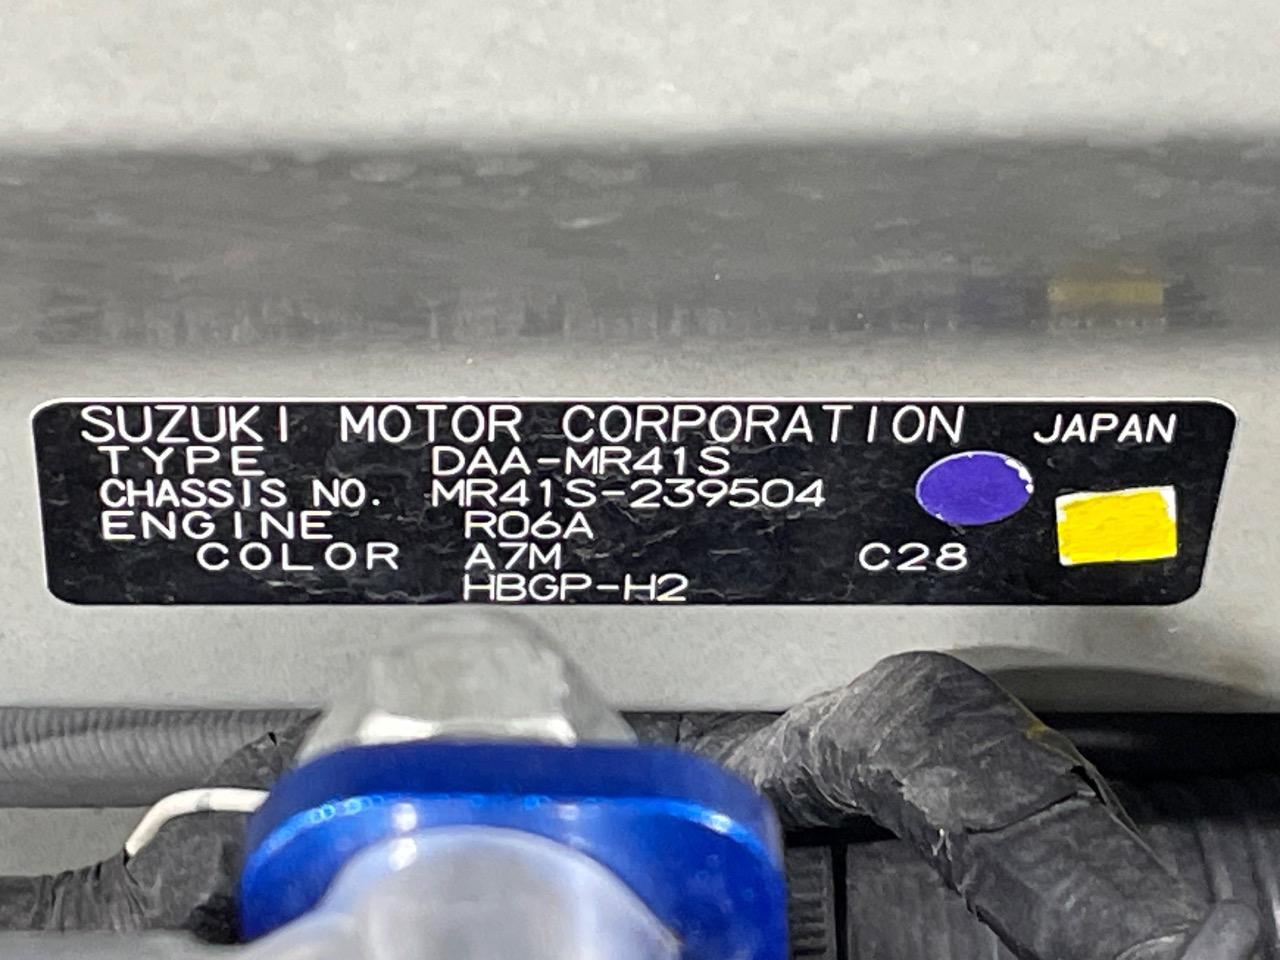 SUZUKI MOTOR CORPORATION JAPAN
TYPE DAA-MR41S
CHASSIS NO. MR41S-239504
ENGINE R06A
COLOR A7M C28
HBGP-H2